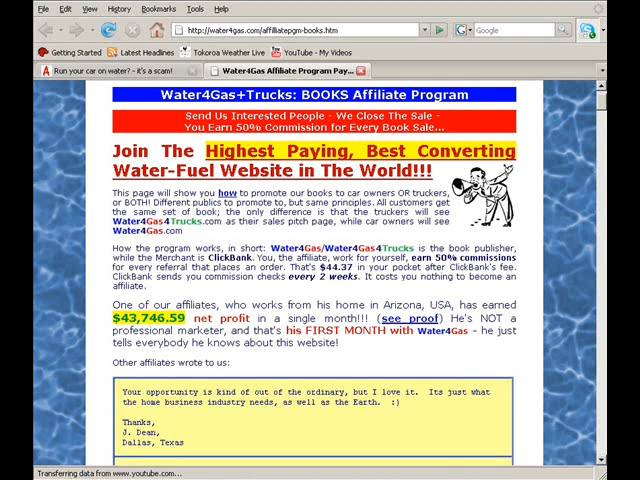 File Edit View History Bookmarks Tools Help
http://water4gas.com/affilliatepgm-books.htm
Google
Getting Started Latest Headlines Tokoroa Weather Live YouTube - My Videos
Run your car on water? - it's a scam! Water4Gas Affiliate Program Pay...
Water4Gas+Trucks: BOOKS Affiliate Program
Send Us Interested People - We Close The Sale -
You Earn 50% Commission for Every Book Sale...
Join The Highest Paying, Best Converting
Water-Fuel Website in The World!!!
This page will show you how to promote our books to car owners OR truckers,
or BOTH! Different publics to promote to, but same principles. All customers get
the same set of book; the only difference is that the truckers will see
Water4Gas4Trucks.com as their sales pitch page, while car owners will see
Water4Gas.com
How the program works, in short: Water4Gas/Water4Gas4Trucks is the book publisher,
while the Merchant is ClickBank. You, the affiliate, work for yourself, earn 50% commissions
for every referral that places an order. That's $44.37 in your pocket after ClickBank's fee.
ClickBank sends you commission checks every 2 weeks. It costs you nothing to become an
affiliate.
One of our affiliates, who works from his home in Arizona, USA, has earned
$43,746.59 net profit in a single month!!! (see proof) He's NOT a
professional marketer, and that's his FIRST MONTH with Water4Gas - he just
tells everybody he knows about this website!
Other affiliates wrote to us:
Your opportunity is kind of out of the ordinary, but I love it. Its just what
the home business industry needs, as well as the Earth. :)
Thanks,
J. Dean,
Dallas, Texas
Transferring data from www.youtube.com...